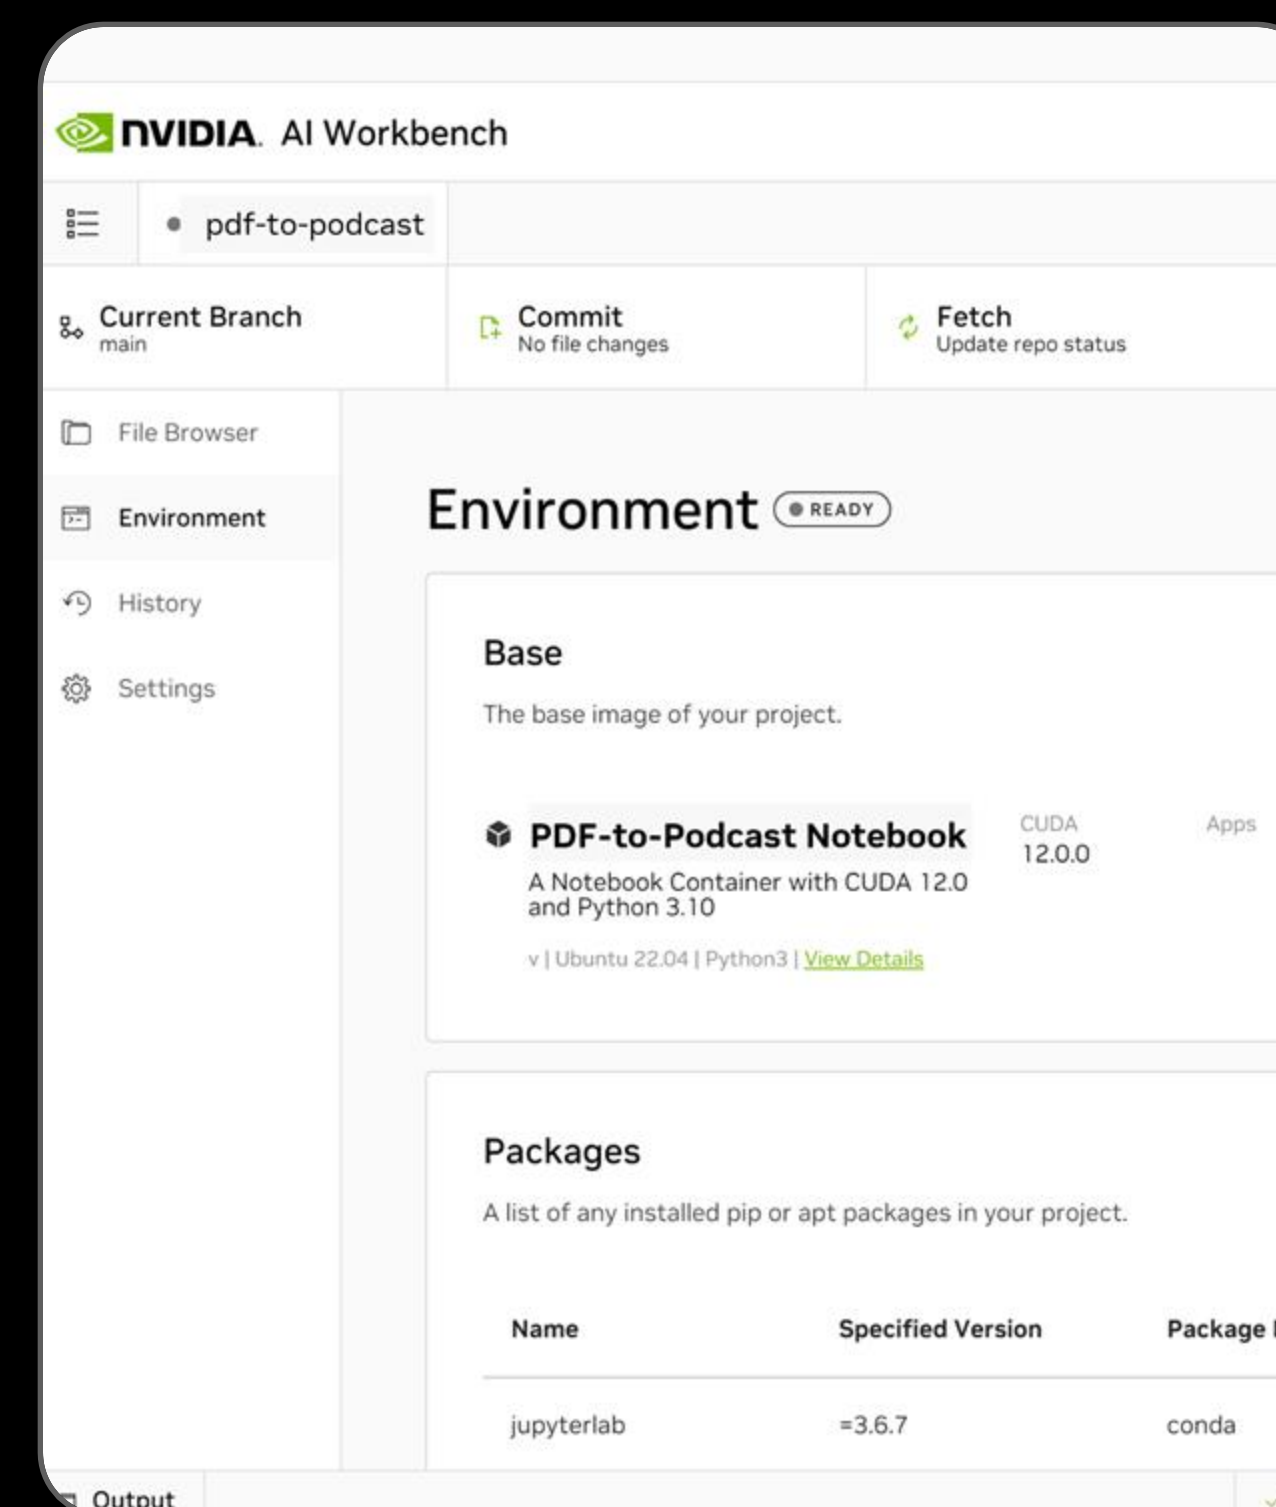 NVIDIA. AI Workbench
pdf-to-podcast
Current Branch
main
Commit
No file changes
Fetch
Update repo status
File Browser
Environment
History
Settings
Environment READY
Base
The base image of your project.
PDF-to-Podcast Notebook
A Notebook Container with CUDA 12.0
and Python 3.10
v | Ubuntu 22.04 | Python3 | View Details
CUDA
12.0.0
Apps
Packages
A list of any installed pip or apt packages in your project.
Name Specified Version Package
jupyterlab =3.6.7 conda
Output